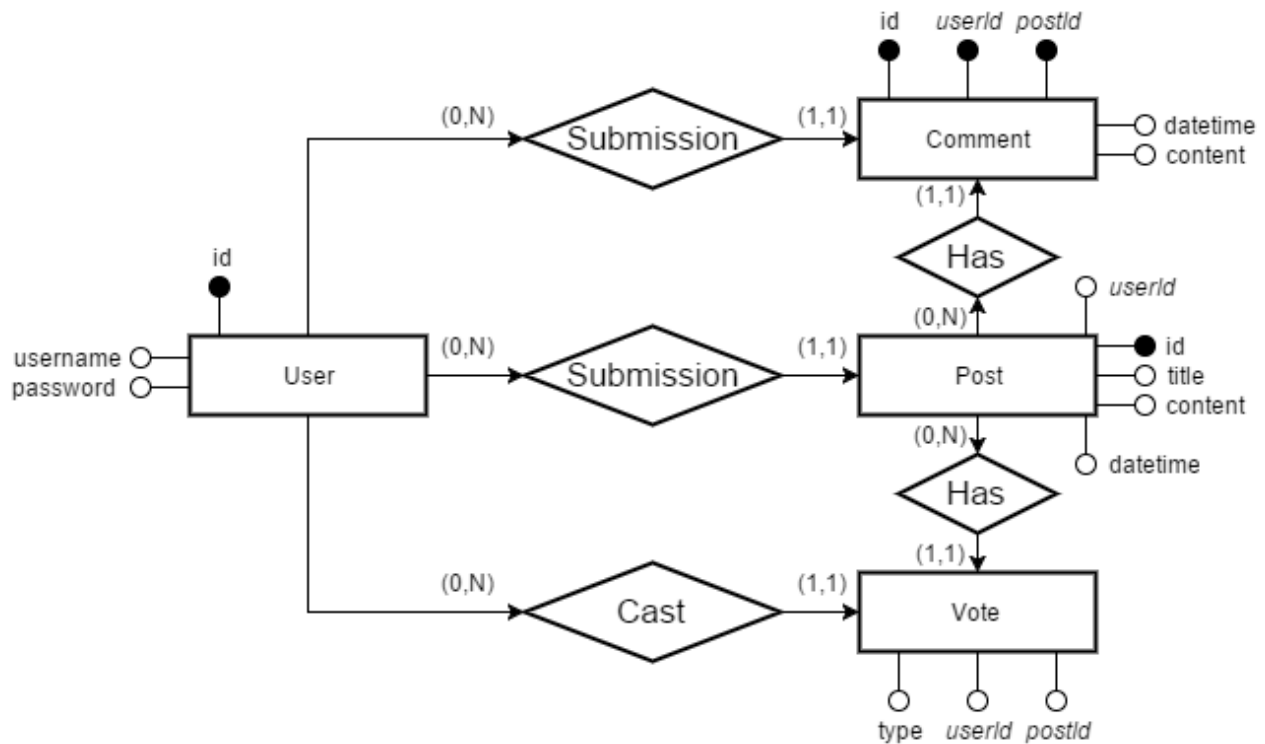 id userId postId
(0,N) Submission (1,1) Comment
datetime
content
(1,1)
Has
id
userId
(0,N)
username
password
User
(0,N) Submission (1,1) Post
id
title
content
(0,N)
datetime
Has
(1,1)
(0,N) Cast (1,1) Vote
type userId postId